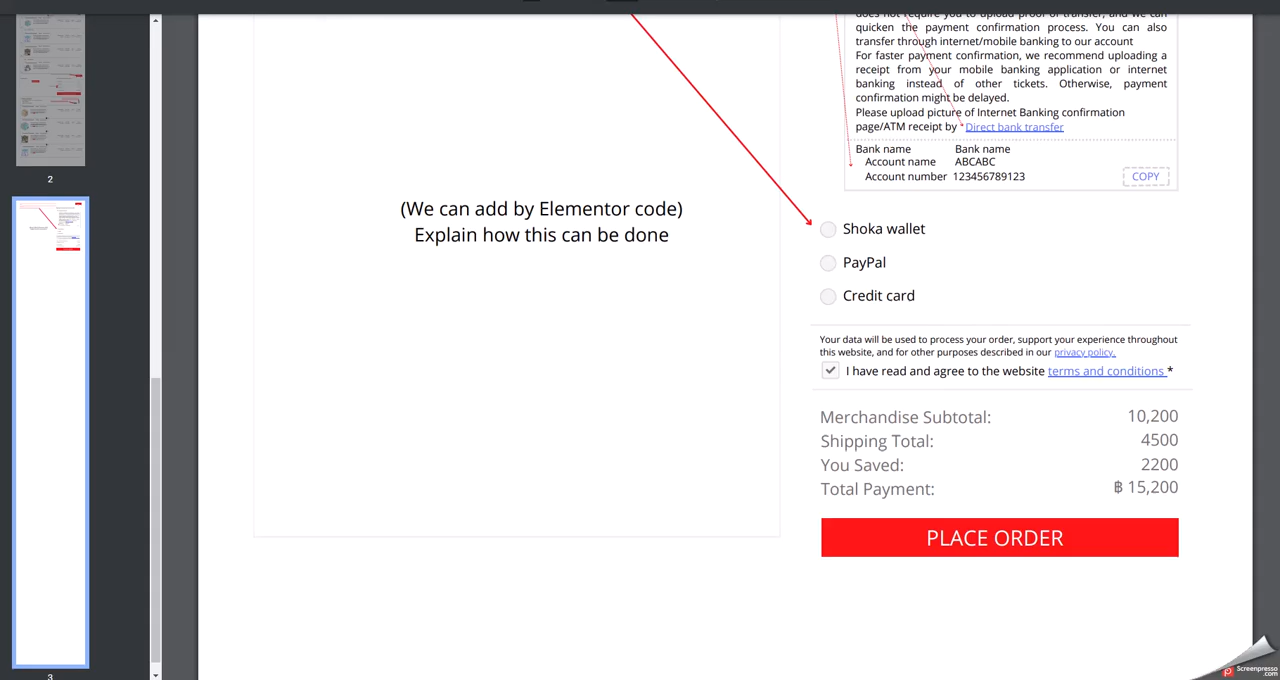 does not require you to upload proof of transfer, and we can
quicken the payment confirmation process. You can also
transfer through internet/mobile banking to our account
For faster payment confirmation, we recommend uploading a
receipt from your mobile banking application or internet
banking instead of other tickets. Otherwise, payment
confirmation might be delayed.
Please upload picture of Internet Banking confirmation
page/ATM receipt by *Direct bank transfer
Bank name Bank name
Account name ABCABC
Account number 123456789123
COPY
2
(We can add by Elementor code)
Explain how this can be done
Shoka wallet
PayPal
Credit card
Your data will be used to process your order, support your experience throughout
this website, and for other purposes described in our privacy policy.
I have read and agree to the website terms and conditions *
Merchandise Subtotal: 10,200
Shipping Total: 4500
You Saved: 2200
Total Payment: ฿ 15,200
PLACE ORDER
3
Screenpresso
.com